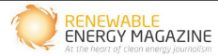 RENEWABLE
ENERGY MAGAZINE
At the heart of clean energy journalism